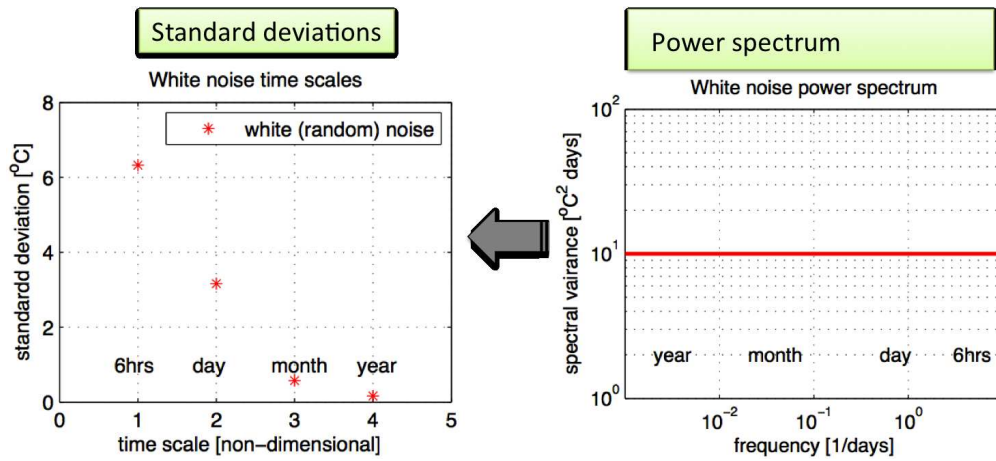 Standard deviations
White noise time scales
8
6
4
2
0
standardd deviation [°C]
white (random) noise
6hrs
day
month
year
0
1
2
3
4
5
time scale [non-dimensional]
Power spectrum
White noise power spectrum
10²
10¹
10⁰
spectral vairance [°C² days]
year
month
day
6hrs
10⁻²
10⁻¹
10⁰
frequency [1/days]